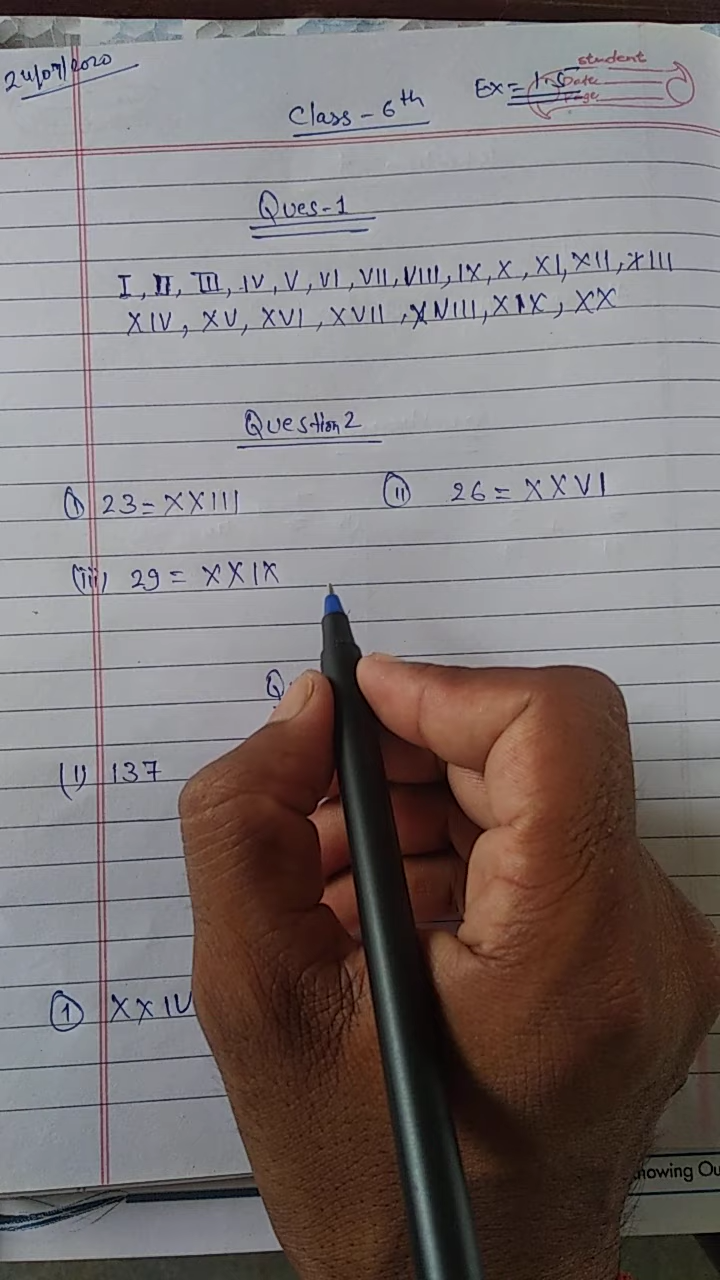 24/07/2020
student
Ex = 1.5
Date
Page
Class - 6th
Ques-1
I, II, III, IV, V, VI, VII, VIII, IX, X, XI, XII, XIII
XIV, XV, XVI, XVII, XVIII, XIX, XX
Question 2
(i) 23 = XXIII (ii) 26 = XXVI
(iii) 29 = XXIX
(i) 137
(1) XXIV